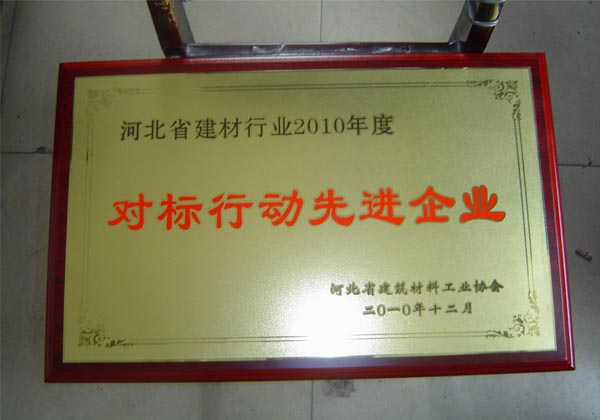 河北省建材行业2010年度
对标行动先进企业
河北省建筑材料工业协会
二○一○年十二月